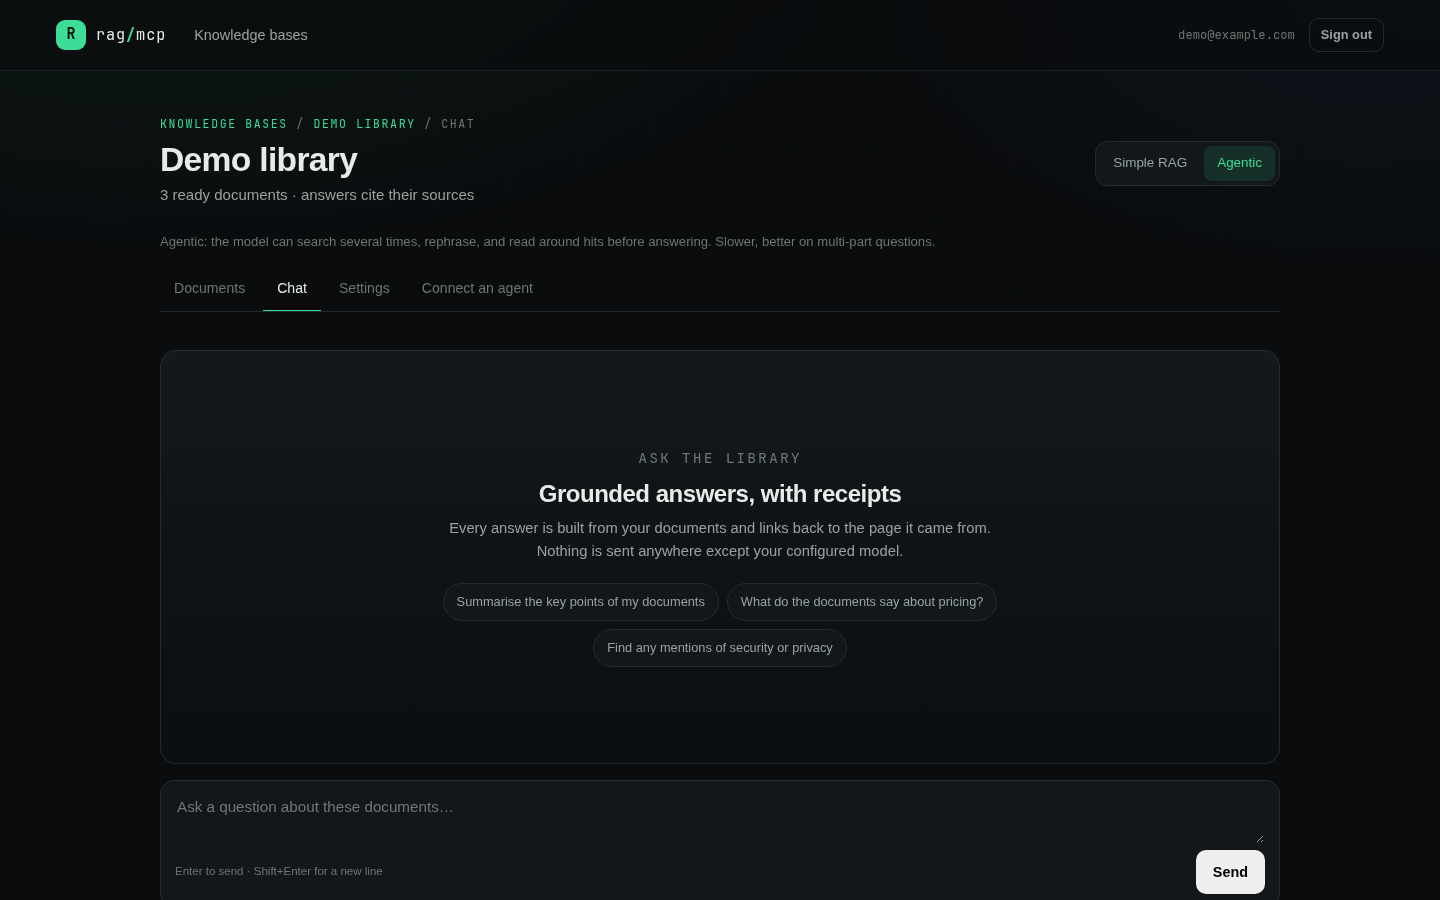 R rag/mcp Knowledge bases demo@example.com Sign out
KNOWLEDGE BASES / DEMO LIBRARY / CHAT
Demo library
3 ready documents · answers cite their sources
Simple RAG Agentic
Agentic: the model can search several times, rephrase, and read around hits before answering. Slower, better on multi-part questions.
Documents Chat Settings Connect an agent
ASK THE LIBRARY
Grounded answers, with receipts
Every answer is built from your documents and links back to the page it came from.
Nothing is sent anywhere except your configured model.
Summarise the key points of my documents What do the documents say about pricing?
Find any mentions of security or privacy
Ask a question about these documents…
Enter to send · Shift+Enter for a new line
Send